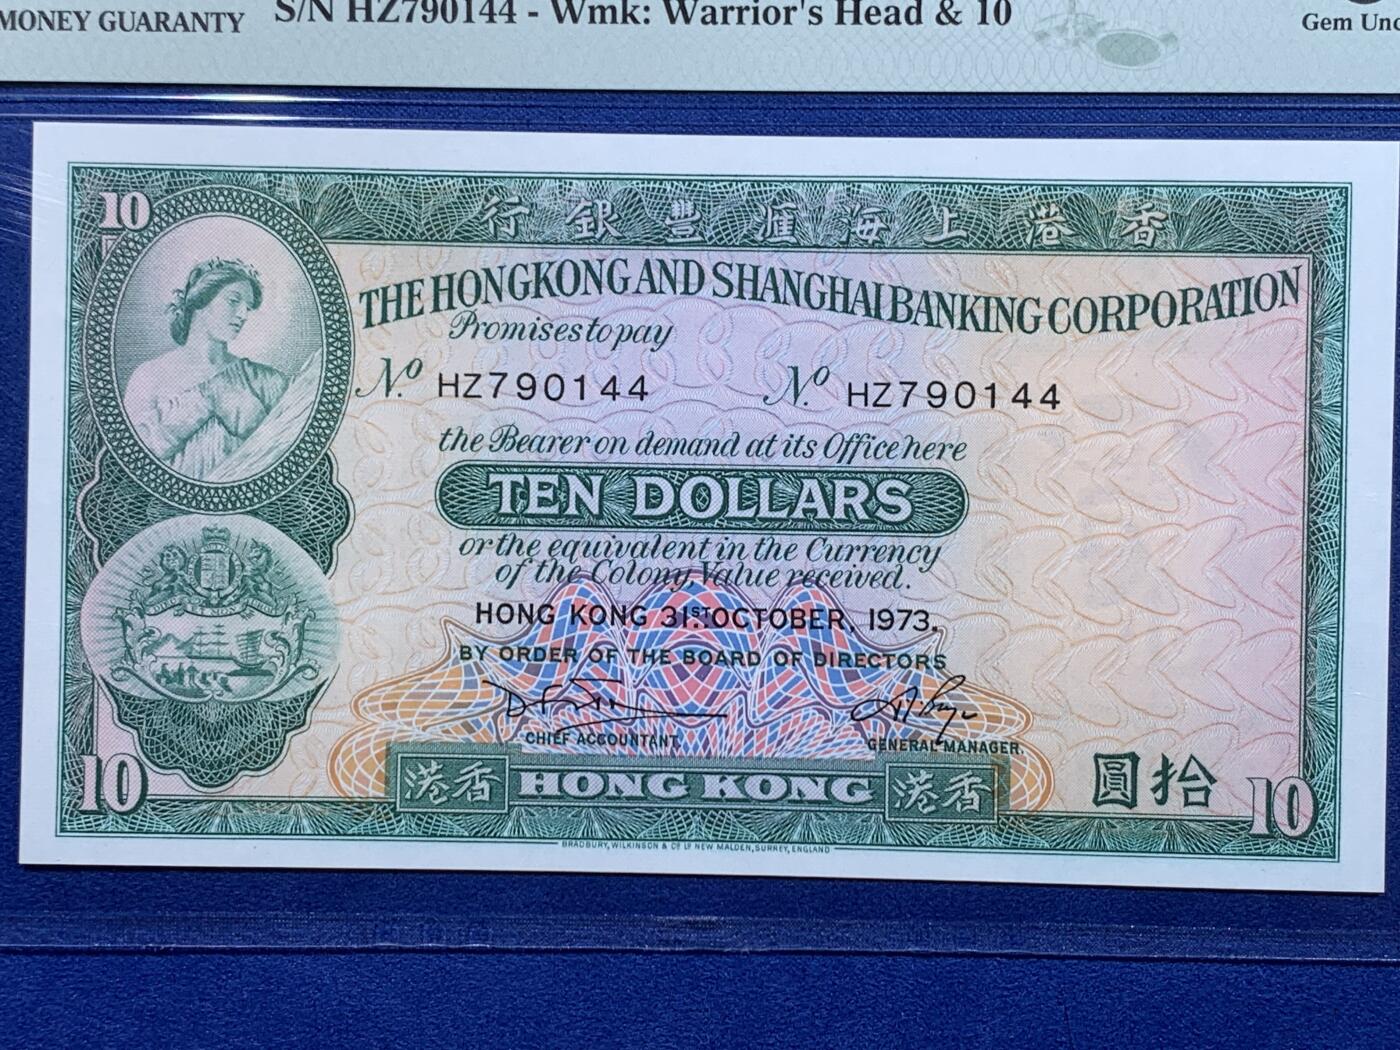 MONEY GUARANTY
S/N HZ790144 - Wmk: Warrior's Head & 10
Gem Unc
10
行銀豐匯海上港香
THE HONGKONG AND SHANGHAI BANKING CORPORATION
Promises to pay
No. HZ790144 No. HZ790144
the Bearer on demand at its Office here
TEN DOLLARS
or the equivalent in the Currency
of the Colony, Value received.
HONG KONG 31ST OCTOBER, 1973.
BY ORDER OF THE BOARD OF DIRECTORS
CHIEF ACCOUNTANT. GENERAL MANAGER.
10 港香 HONG KONG 港香 圓拾 10
BRADBURY, WILKINSON & Co Ld NEW MALDEN, SURREY, ENGLAND